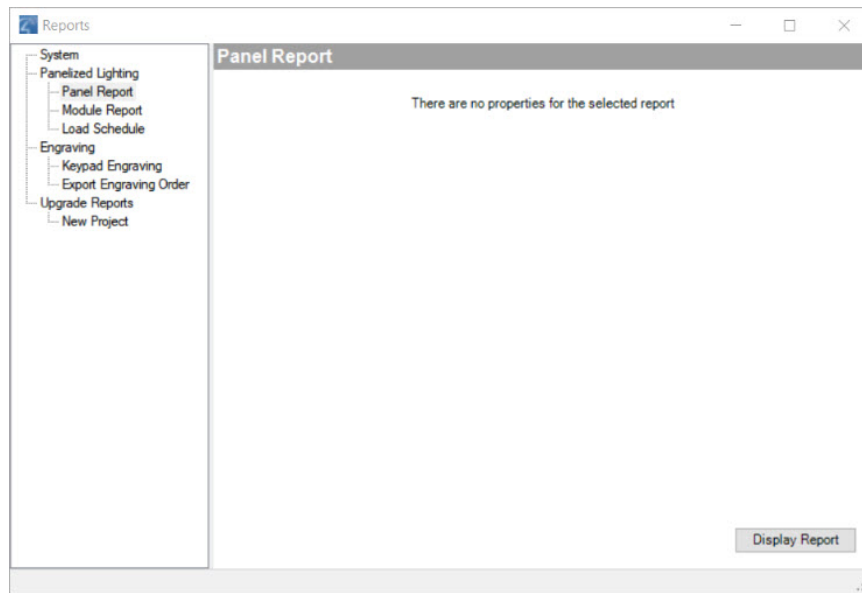 Reports
System
Panelized Lighting
Panel Report
Module Report
Load Schedule
Engraving
Keypad Engraving
Export Engraving Order
Upgrade Reports
New Project
Panel Report
There are no properties for the selected report
Display Report